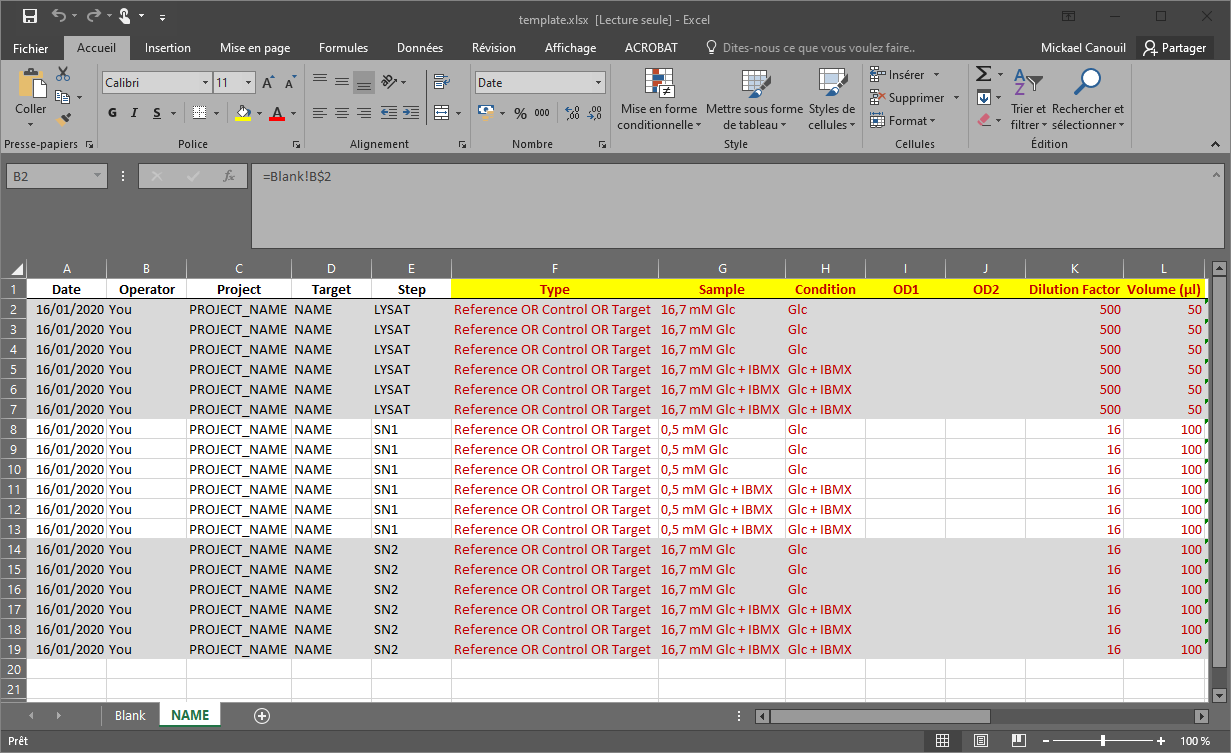 template.xlsx [Lecture seule] - Excel
Fichier Accueil Insertion Mise en page Formules Données Révision Affichage ACROBAT Dites-nous ce que vous voulez faire.. Mickael Canouil Partager
Calibri 11 Date Insérer
Coller Mise en forme Mettre sous forme Styles de Supprimer Trier et Rechercher et
G I S A % 000 conditionnelle de tableau cellules Format filtrer sélectionner
Presse-papiers Police Alignement Nombre Style Cellules Édition
B2 fx =Blank!B$2
A B C D E F G H I J K L
1 Date Operator Project Target Step Type Sample Condition OD1 OD2 Dilution Factor Volume (µl)
2 16/01/2020 You PROJECT_NAME NAME LYSAT Reference OR Control OR Target 16,7 mM Glc Glc 500 50
3 16/01/2020 You PROJECT_NAME NAME LYSAT Reference OR Control OR Target 16,7 mM Glc Glc 500 50
4 16/01/2020 You PROJECT_NAME NAME LYSAT Reference OR Control OR Target 16,7 mM Glc Glc 500 50
5 16/01/2020 You PROJECT_NAME NAME LYSAT Reference OR Control OR Target 16,7 mM Glc + IBMX Glc + IBMX 500 50
6 16/01/2020 You PROJECT_NAME NAME LYSAT Reference OR Control OR Target 16,7 mM Glc + IBMX Glc + IBMX 500 50
7 16/01/2020 You PROJECT_NAME NAME LYSAT Reference OR Control OR Target 16,7 mM Glc + IBMX Glc + IBMX 500 50
8 16/01/2020 You PROJECT_NAME NAME SN1 Reference OR Control OR Target 0,5 mM Glc Glc 16 100
9 16/01/2020 You PROJECT_NAME NAME SN1 Reference OR Control OR Target 0,5 mM Glc Glc 16 100
10 16/01/2020 You PROJECT_NAME NAME SN1 Reference OR Control OR Target 0,5 mM Glc Glc 16 100
11 16/01/2020 You PROJECT_NAME NAME SN1 Reference OR Control OR Target 0,5 mM Glc + IBMX Glc + IBMX 16 100
12 16/01/2020 You PROJECT_NAME NAME SN1 Reference OR Control OR Target 0,5 mM Glc + IBMX Glc + IBMX 16 100
13 16/01/2020 You PROJECT_NAME NAME SN1 Reference OR Control OR Target 0,5 mM Glc + IBMX Glc + IBMX 16 100
14 16/01/2020 You PROJECT_NAME NAME SN2 Reference OR Control OR Target 16,7 mM Glc Glc 16 100
15 16/01/2020 You PROJECT_NAME NAME SN2 Reference OR Control OR Target 16,7 mM Glc Glc 16 100
16 16/01/2020 You PROJECT_NAME NAME SN2 Reference OR Control OR Target 16,7 mM Glc Glc 16 100
17 16/01/2020 You PROJECT_NAME NAME SN2 Reference OR Control OR Target 16,7 mM Glc + IBMX Glc + IBMX 16 100
18 16/01/2020 You PROJECT_NAME NAME SN2 Reference OR Control OR Target 16,7 mM Glc + IBMX Glc + IBMX 16 100
19 16/01/2020 You PROJECT_NAME NAME SN2 Reference OR Control OR Target 16,7 mM Glc + IBMX Glc + IBMX 16 100
20
21
Blank NAME
Prêt 100 %